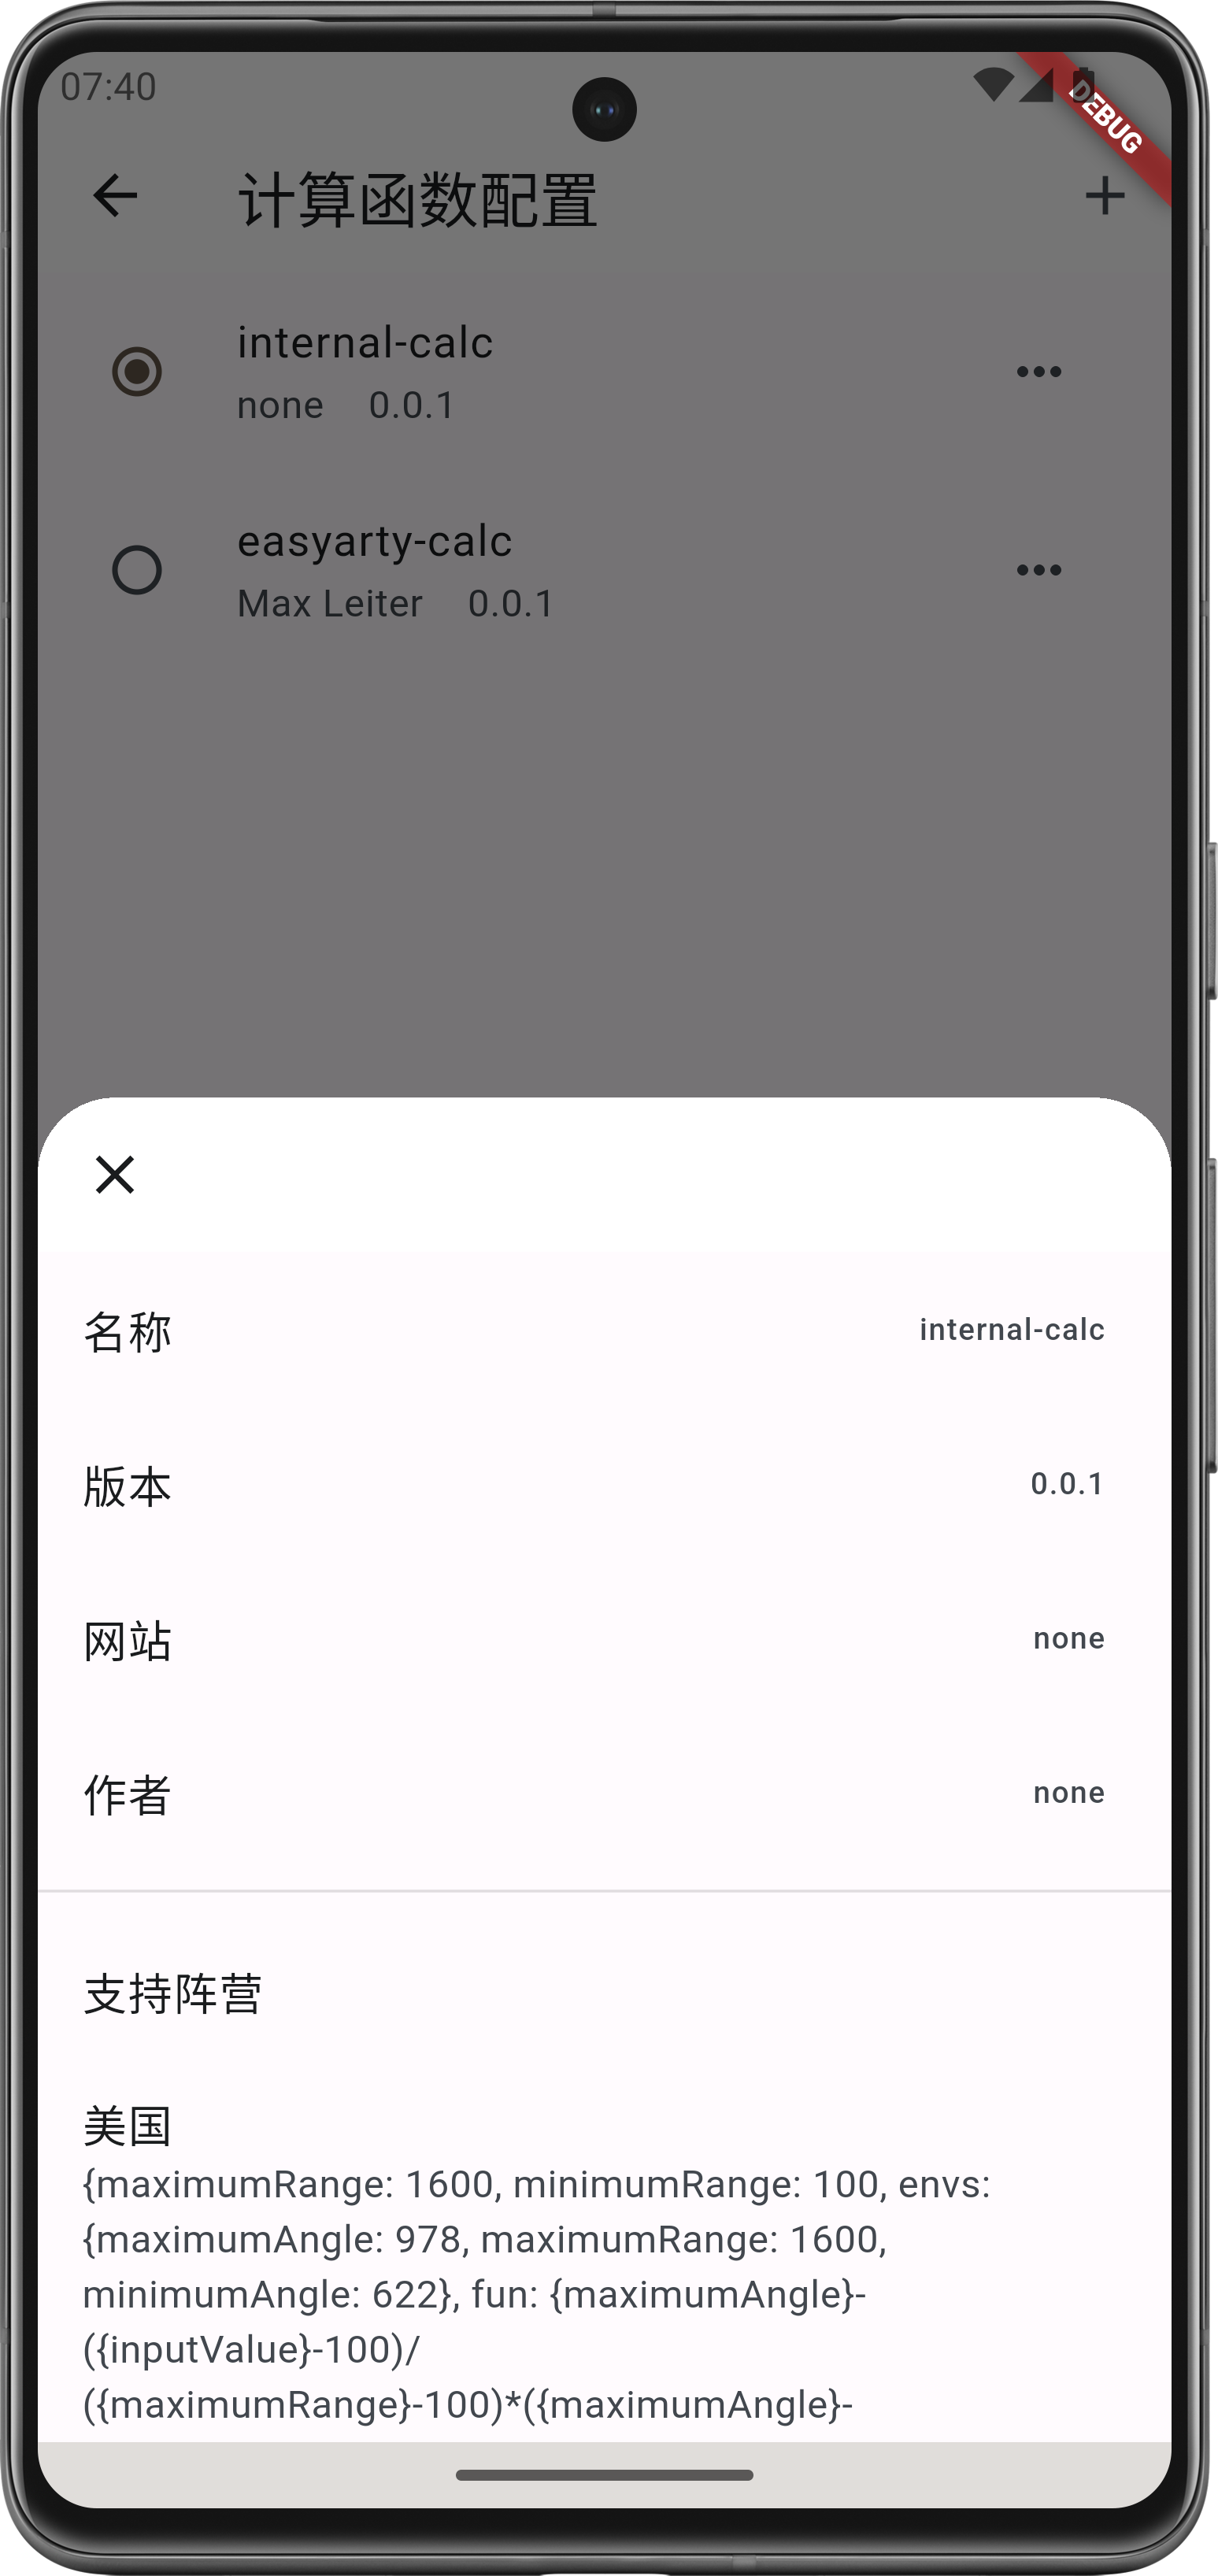 07:40
DEBUG
计算函数配置
internal-calc
none 0.0.1
easyarty-calc
Max Leiter 0.0.1
名称 internal-calc
版本 0.0.1
网站 none
作者 none
支持阵营
美国
{maximumRange: 1600, minimumRange: 100, envs:
{maximumAngle: 978, maximumRange: 1600,
minimumAngle: 622}, fun: {maximumAngle}-
({inputValue}-100)/
({maximumRange}-100)*({maximumAngle}-